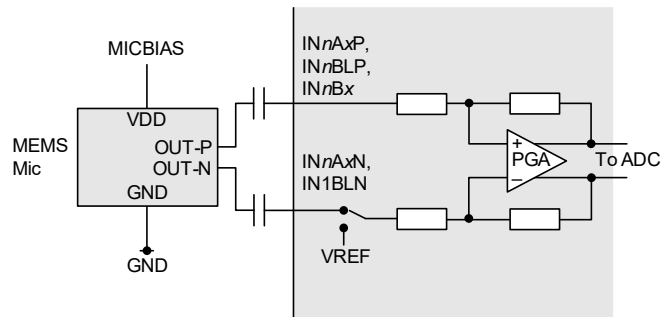 MICBIAS
INnAxP,
INnBLP,
INnBx
VDD
MEMS
Mic
OUT-P
OUT-N
GND
INnAxN,
IN1BLN
+
PGA
–
To ADC
VREF
GND